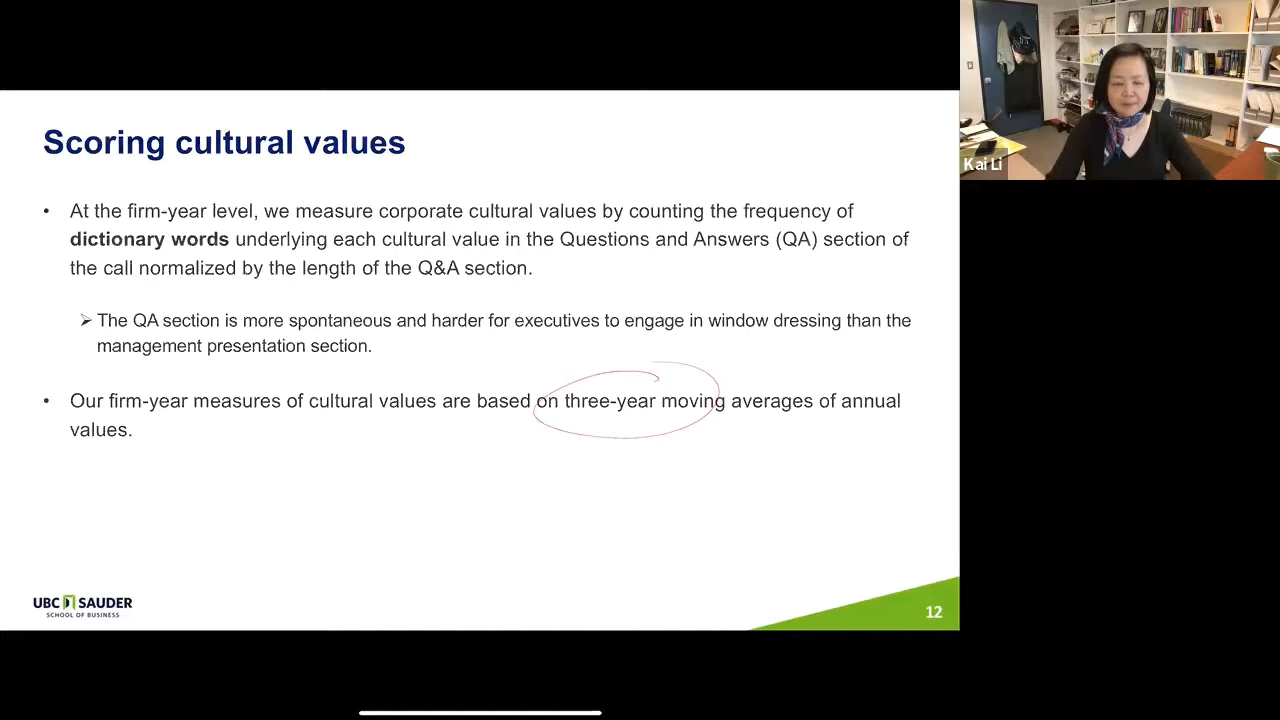 Scoring cultural values
• At the firm-year level, we measure corporate cultural values by counting the frequency of
dictionary words underlying each cultural value in the Questions and Answers (QA) section of
the call normalized by the length of the Q&A section.
➢ The QA section is more spontaneous and harder for executives to engage in window dressing than the
management presentation section.
• Our firm-year measures of cultural values are based on three-year moving averages of annual
values.
UBC SAUDER
SCHOOL OF BUSINESS
12
Kai Li